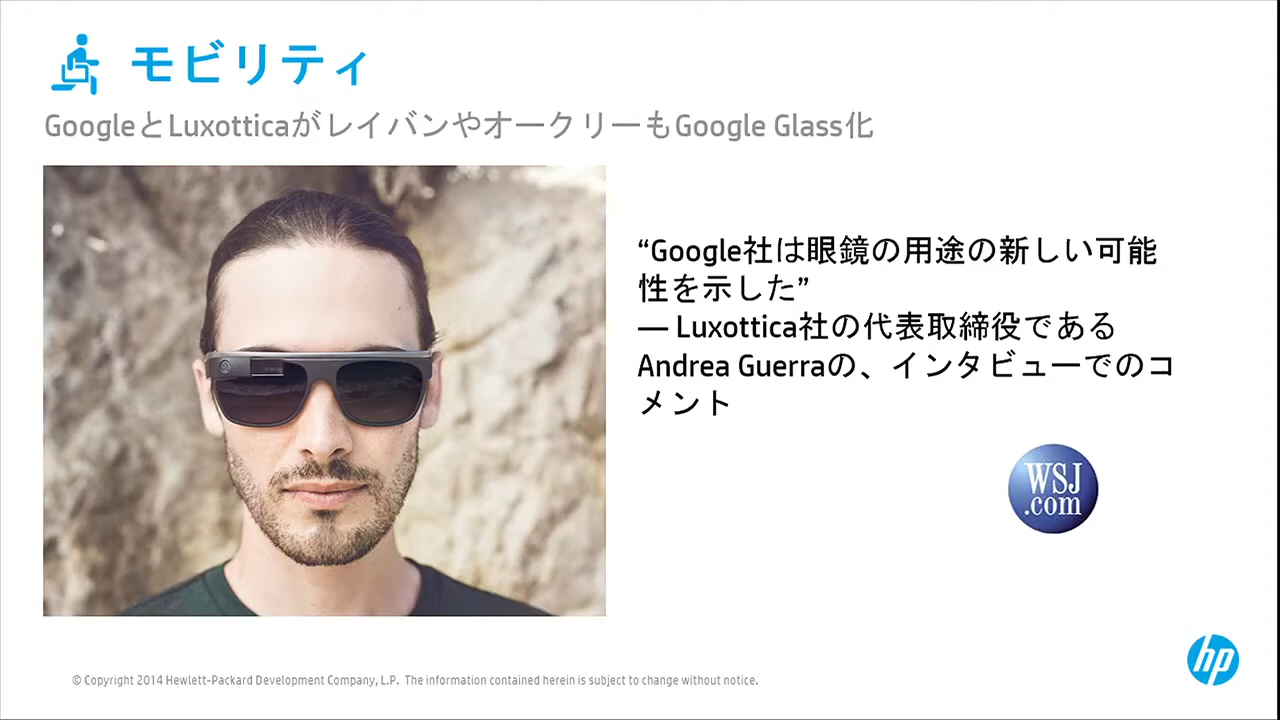 モビリティ
GoogleとLuxotticaがレイバンやオークリーもGoogle Glass化
“Google社は眼鏡の用途の新しい可能
性を示した”
— Luxottica社の代表取締役である
Andrea Guerraの、インタビューでのコ
メント
WSJ
.com
hp
© Copyright 2014 Hewlett-Packard Development Company, L.P. The information contained herein is subject to change without notice.